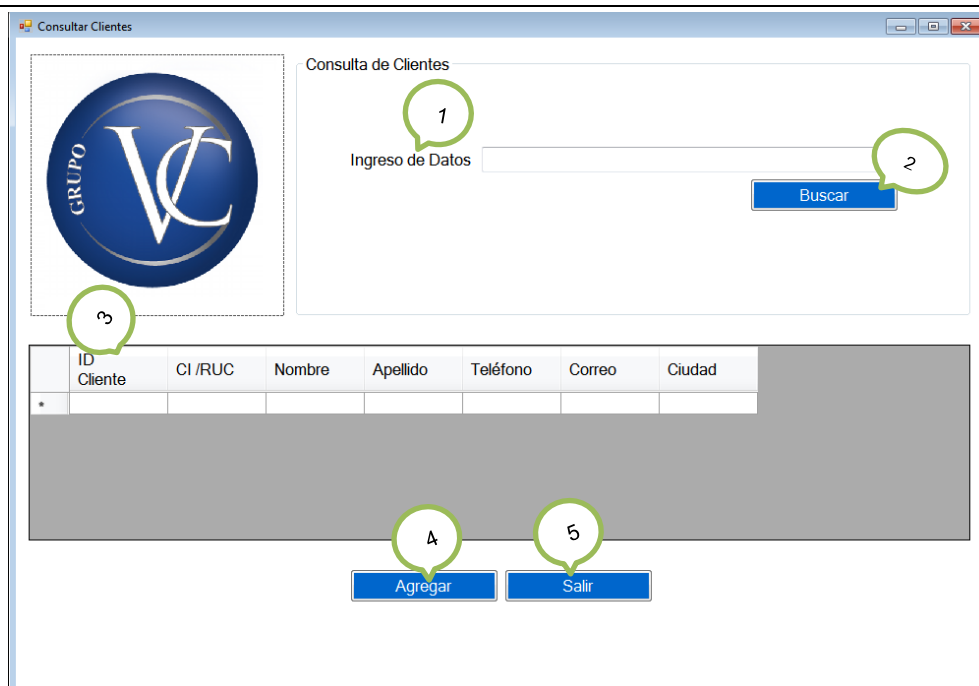 Consultar Clientes
Consulta de Clientes
1
Ingreso de Datos
2
Buscar
GRUPO
VC
3
ID
Cliente
CI /RUC
Nombre
Apellido
Teléfono
Correo
Ciudad
*
4
5
Agregar
Salir